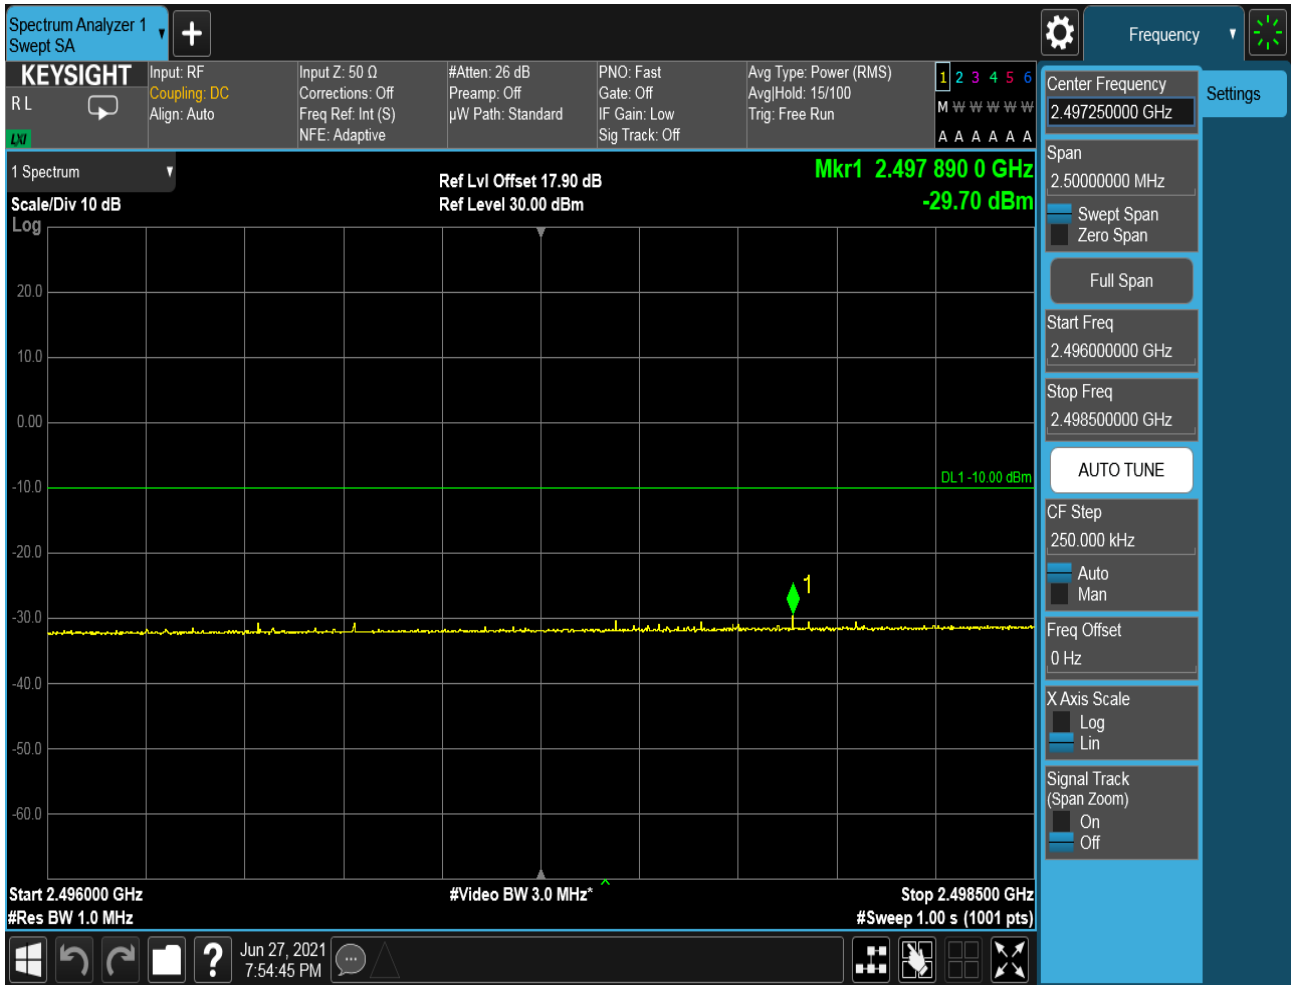 Spectrum Analyzer 1
Swept SA
Frequency
KEYSIGHT
R L
LXI
Input: RF
Coupling: DC
Align: Auto
Input Z: 50 Ω
Corrections: Off
Freq Ref: Int (S)
NFE: Adaptive
#Atten: 26 dB
Preamp: Off
µW Path: Standard
PNO: Fast
Gate: Off
IF Gain: Low
Sig Track: Off
Avg Type: Power (RMS)
Avg|Hold: 15/100
Trig: Free Run
1 2 3 4 5 6
M W W W W W
A A A A A A
1 Spectrum
Scale/Div 10 dB
Log
Ref Lvl Offset 17.90 dB
Ref Level 30.00 dBm
Mkr1 2.497 890 0 GHz
-29.70 dBm
20.0
10.0
0.00
-10.0
-20.0
-30.0
-40.0
-50.0
-60.0
DL1 -10.00 dBm
1
Start 2.496000 GHz
#Res BW 1.0 MHz
#Video BW 3.0 MHz*
Stop 2.498500 GHz
#Sweep 1.00 s (1001 pts)
Center Frequency
2.497250000 GHz
Settings
Span
2.50000000 MHz
Swept Span
Zero Span
Full Span
Start Freq
2.496000000 GHz
Stop Freq
2.498500000 GHz
AUTO TUNE
CF Step
250.000 kHz
Auto
Man
Freq Offset
0 Hz
X Axis Scale
Log
Lin
Signal Track
(Span Zoom)
On
Off
?
Jun 27, 2021
7:54:45 PM